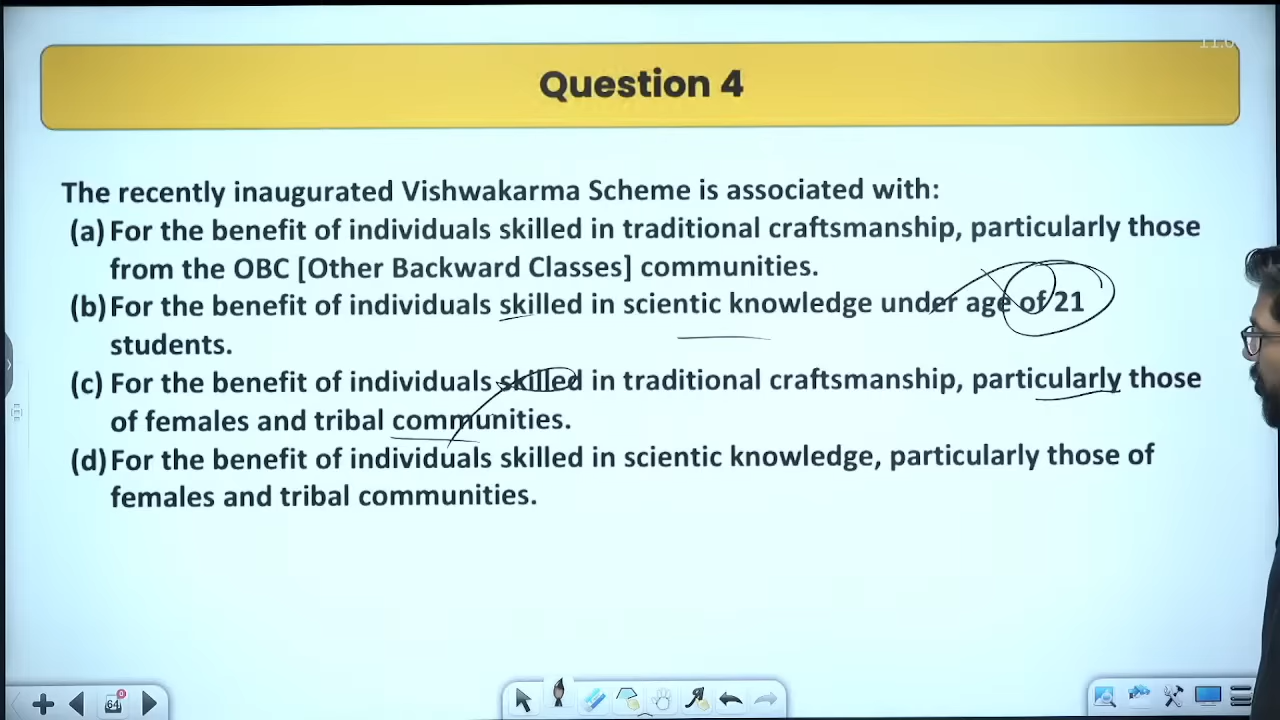 Question 4
The recently inaugurated Vishwakarma Scheme is associated with:
(a) For the benefit of individuals skilled in traditional craftsmanship, particularly those
from the OBC [Other Backward Classes] communities.
(b) For the benefit of individuals skilled in scientic knowledge under age of 21
students.
(c) For the benefit of individuals skilled in traditional craftsmanship, particularly those
of females and tribal communities.
(d) For the benefit of individuals skilled in scientic knowledge, particularly those of
females and tribal communities.
64